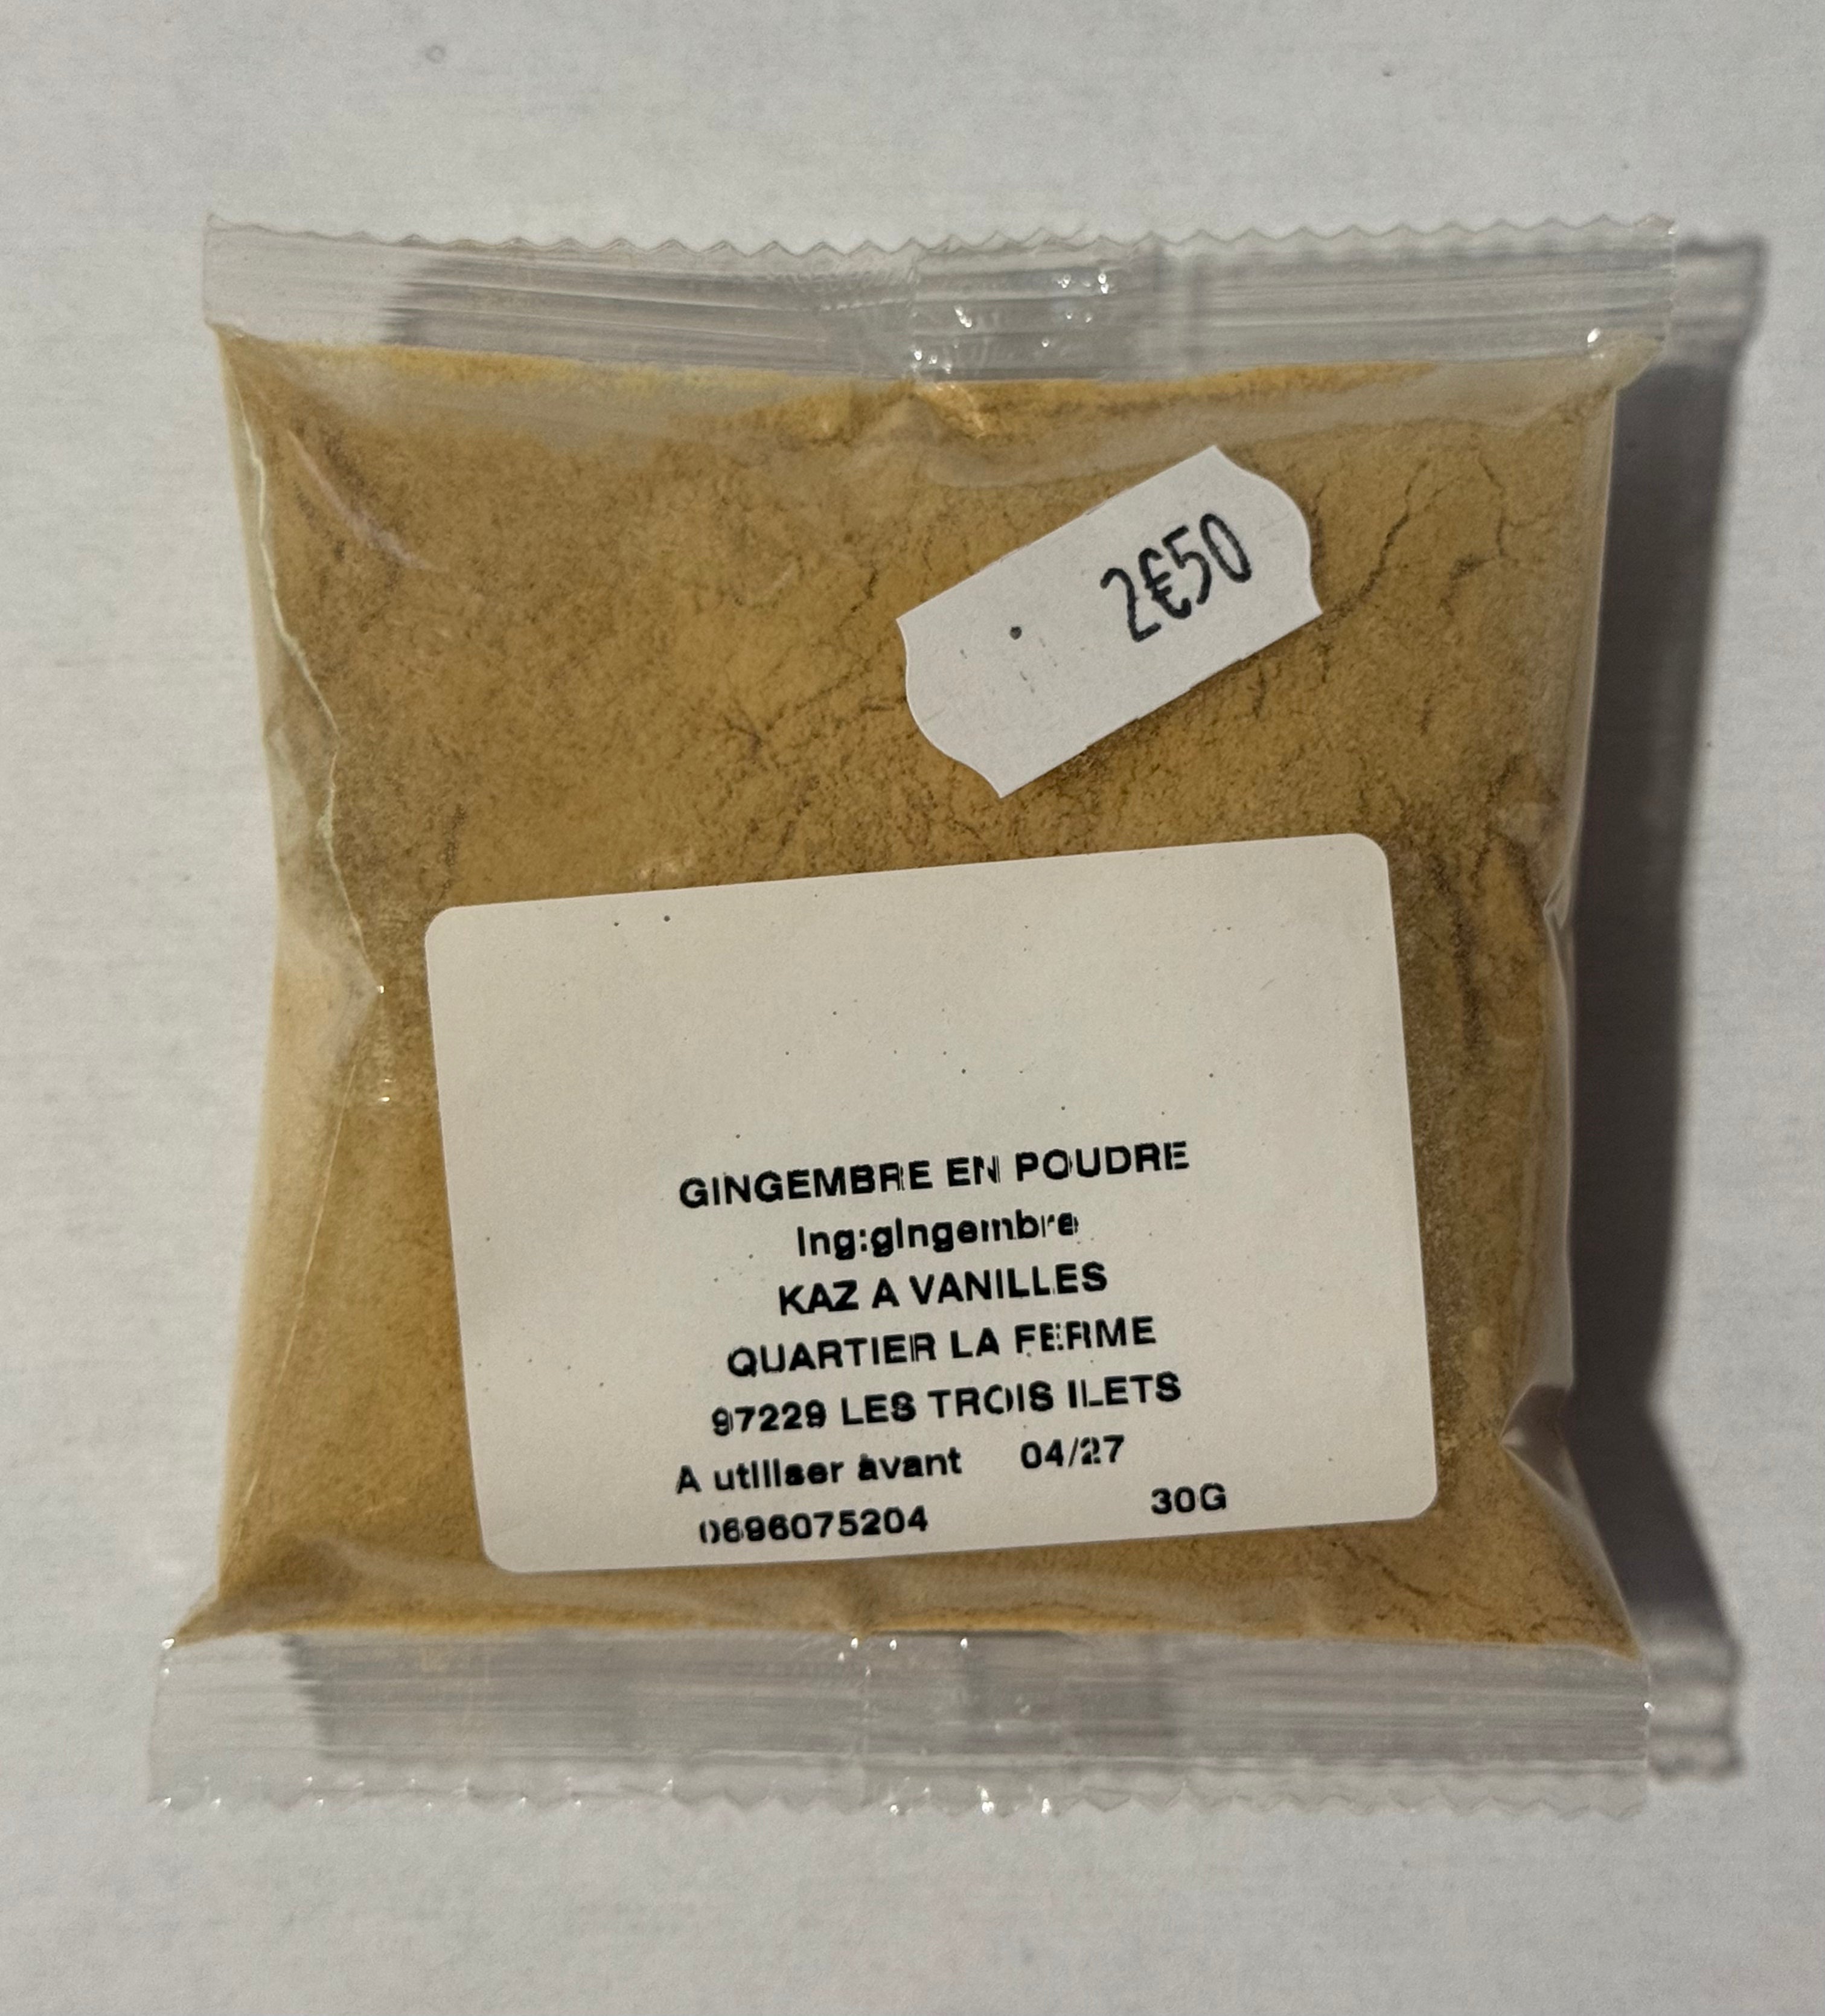 2€50
GINGEMBRE EN POUDRE
Ing:gingembre
KAZ A VANILLES
QUARTIER LA FERME
97229 LES TROIS ILETS
A utiliser avant 04/27
0696075204 30G